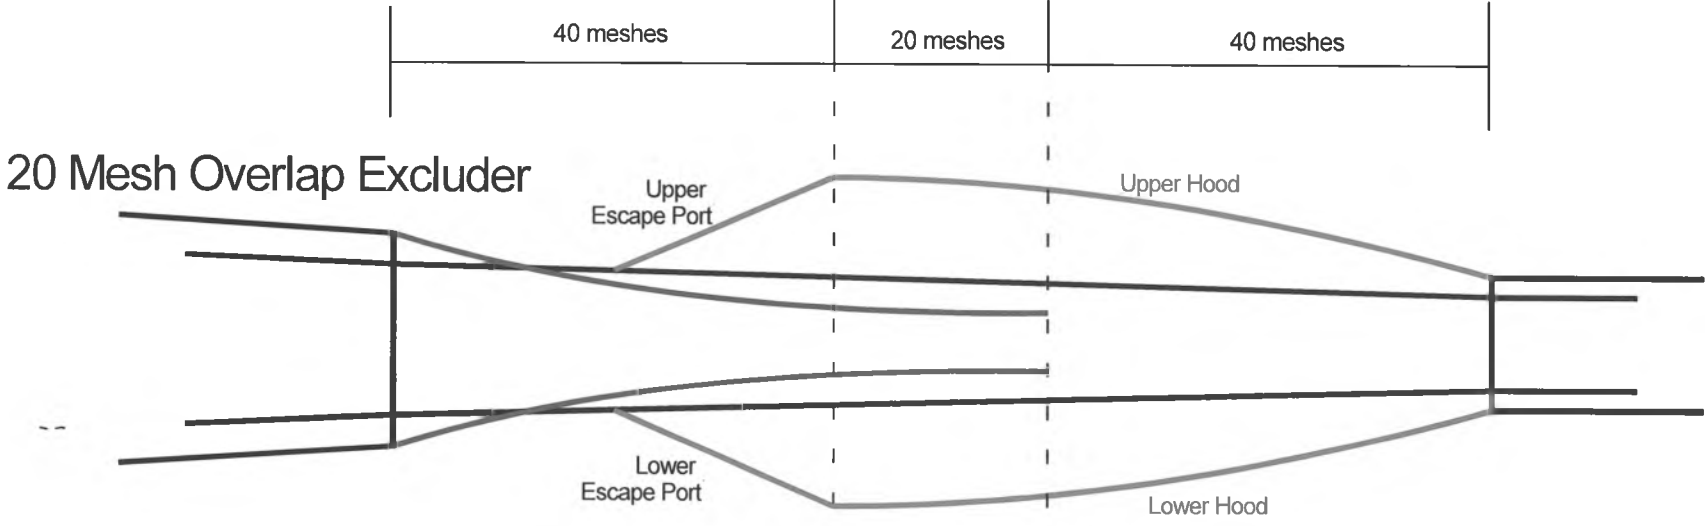 40 meshes
20 meshes
40 meshes
20 Mesh Overlap Excluder
Upper
Escape Port
Upper Hood
Lower
Escape Port
Lower Hood